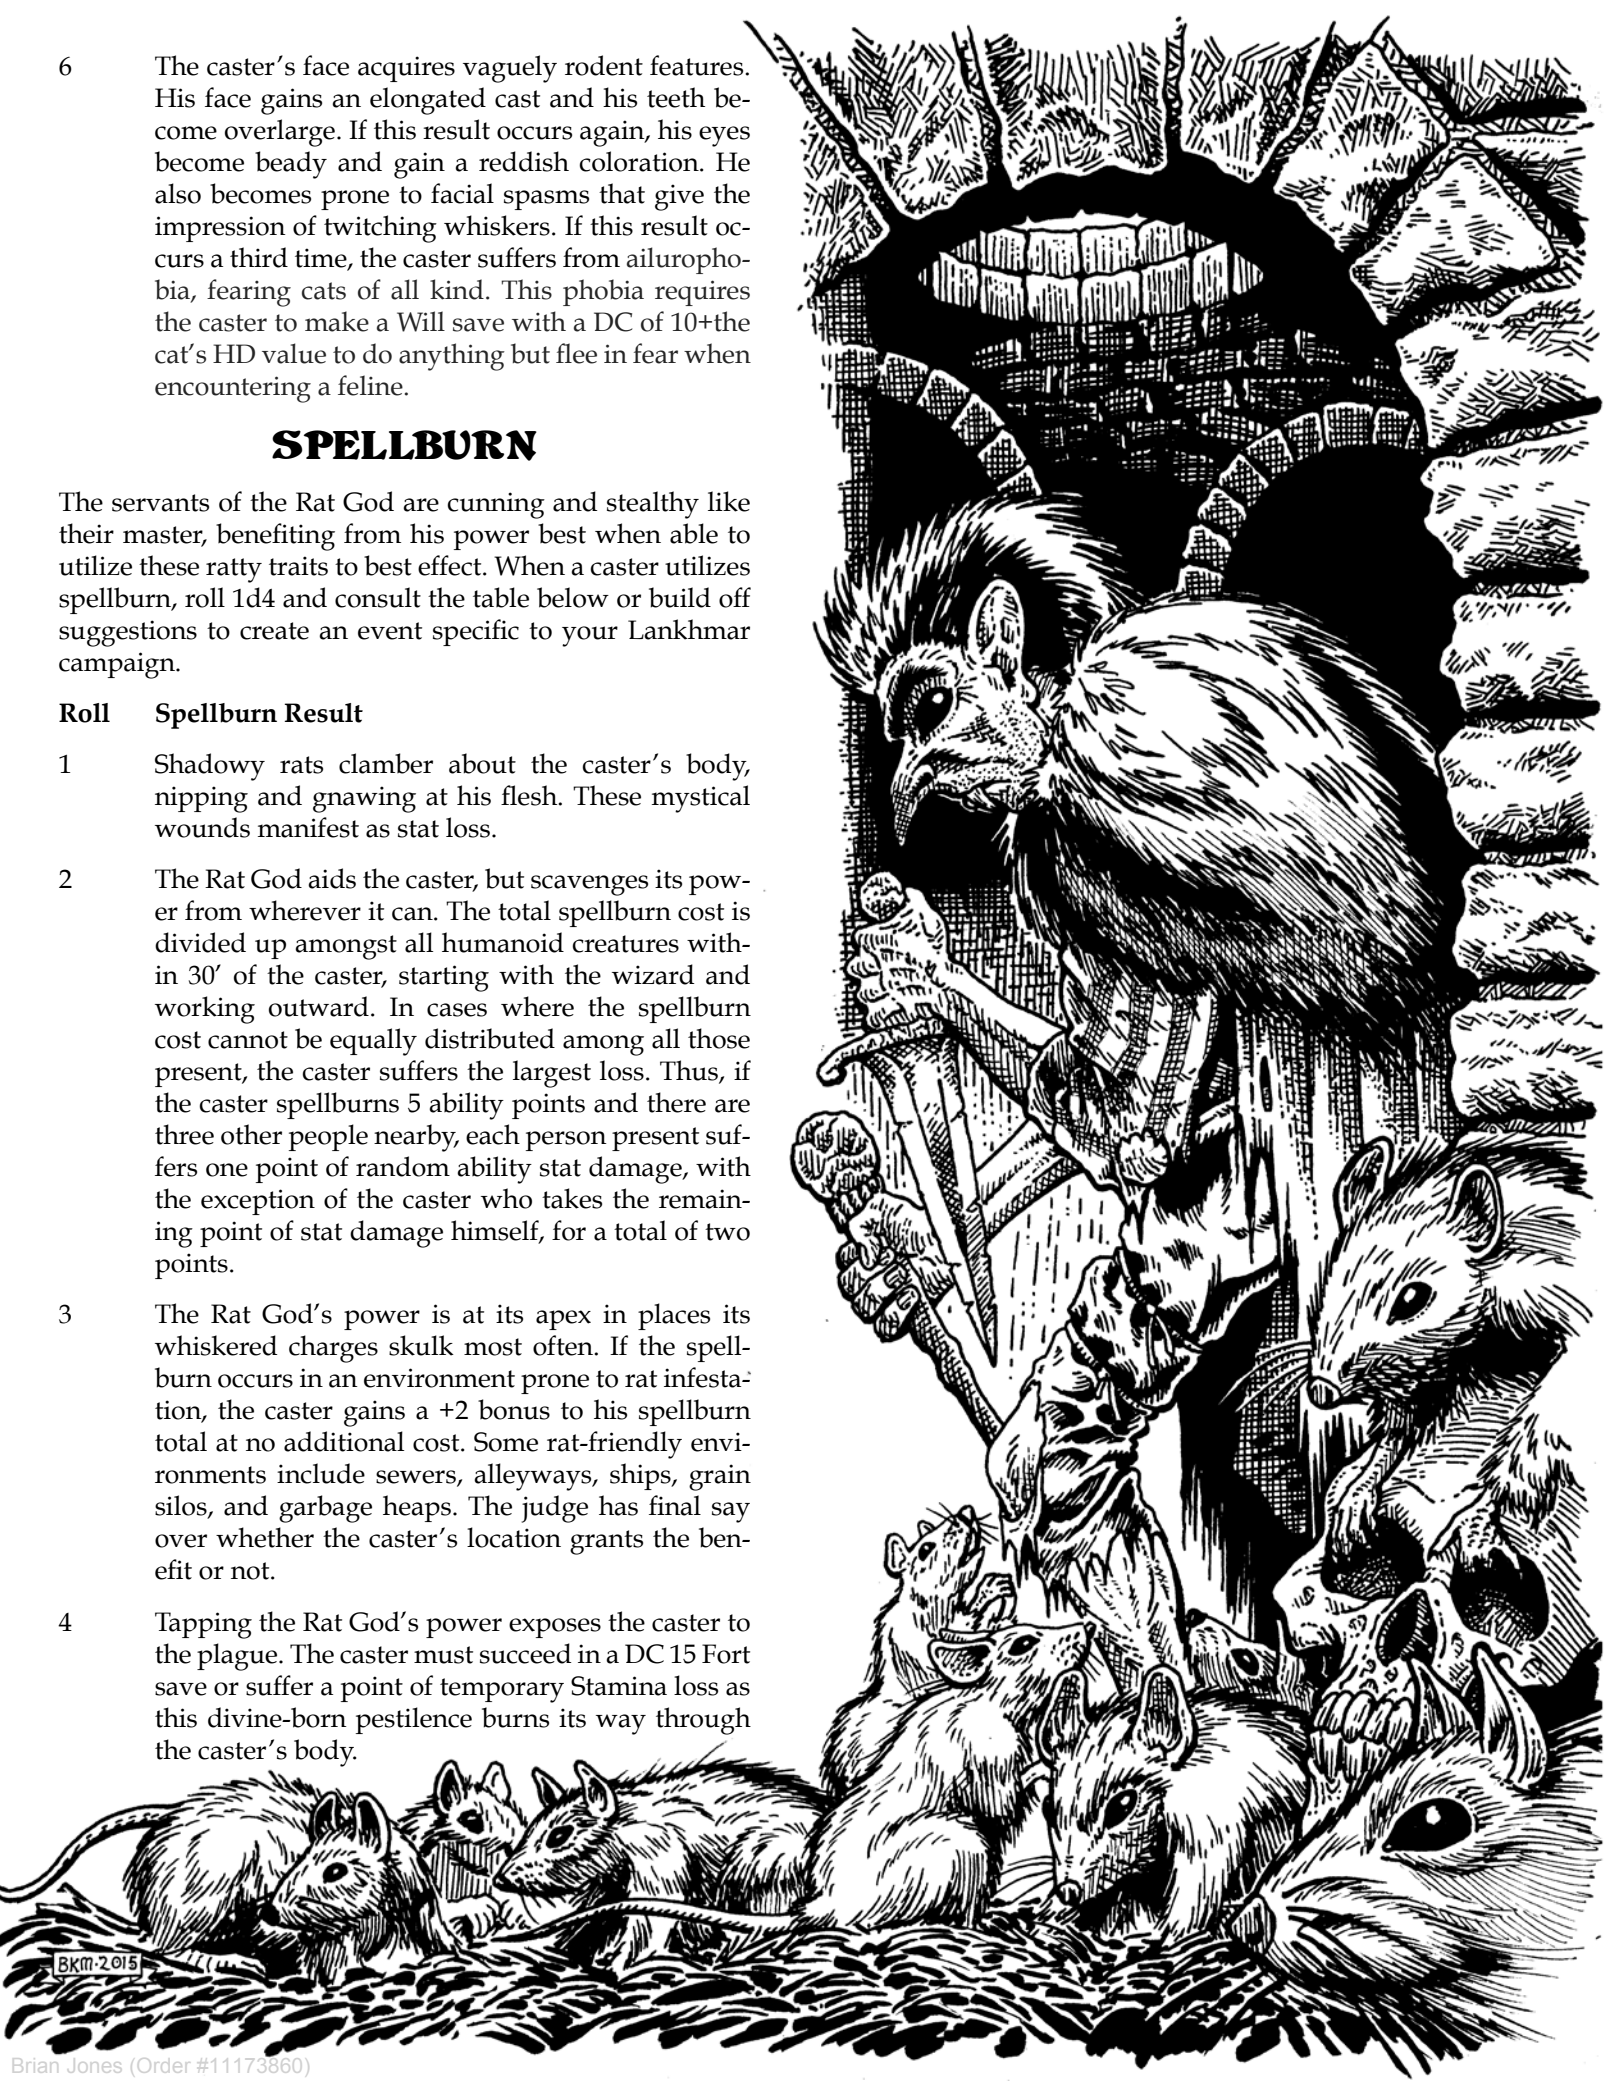 6 The caster's face acquires vaguely rodent features.
His face gains an elongated cast and his teeth be-
come overlarge. If this result occurs again, his eyes
become beady and gain a reddish coloration. He
also becomes prone to facial spasms that give the
impression of twitching whiskers. If this result oc-
curs a third time, the caster suffers from ailuropho-
bia, fearing cats of all kind. This phobia requires
the caster to make a Will save with a DC of 10+the
cat's HD value to do anything but flee in fear when
encountering a feline.
SPELLBURN
The servants of the Rat God are cunning and stealthy like
their master, benefiting from his power best when able to
utilize these ratty traits to best effect. When a caster utilizes
spellburn, roll 1d4 and consult the table below or build off
suggestions to create an event specific to your Lankhmar
campaign.
Roll Spellburn Result
1 Shadowy rats clamber about the caster's body,
nipping and gnawing at his flesh. These mystical
wounds manifest as stat loss.
2 The Rat God aids the caster, but scavenges its pow-
er from wherever it can. The total spellburn cost is
divided up amongst all humanoid creatures with-
in 30' of the caster, starting with the wizard and
working outward. In cases where the spellburn
cost cannot be equally distributed among all those
present, the caster suffers the largest loss. Thus, if
the caster spellburns 5 ability points and there are
three other people nearby, each person present suf-
fers one point of random ability stat damage, with
the exception of the caster who takes the remain-
ing point of stat damage himself, for a total of two
points.
3 The Rat God's power is at its apex in places its
whiskered charges skulk most often. If the spell-
burn occurs in an environment prone to rat infesta-
tion, the caster gains a +2 bonus to his spellburn
total at no additional cost. Some rat-friendly envi-
ronments include sewers, alleyways, ships, grain
silos, and garbage heaps. The judge has final say
over whether the caster's location grants the ben-
efit or not.
4 Tapping the Rat God's power exposes the caster to
the plague. The caster must succeed in a DC 15 Fort
save or suffer a point of temporary Stamina loss as
this divine-born pestilence burns its way through
the caster's body.
BKM·2015
Brian Jones (Order #11173860)